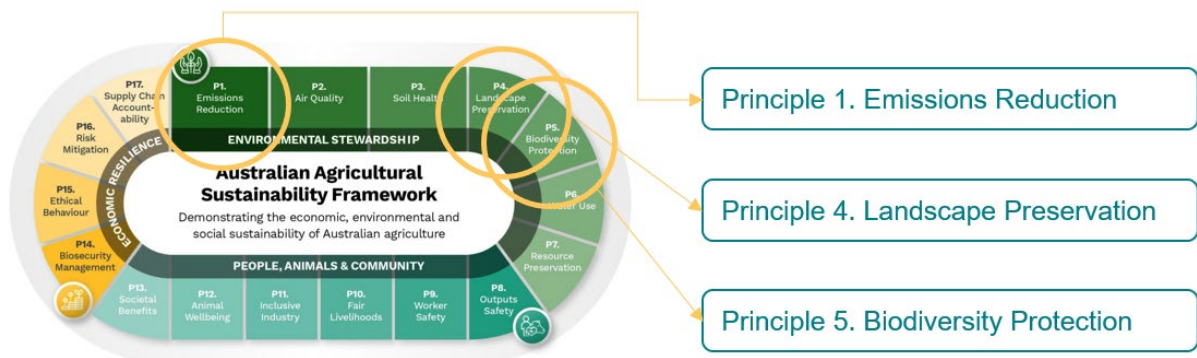 P1.
Emissions
Reduction
P2.
Air Quality
P3.
Soil Health
P4.
Landscape
Preservation
P5.
Biodiversity
Protection
P6.
Water Use
P7.
Resource
Preservation
P8.
Outputs
Safety
P9.
Worker
Safety
P10.
Fair
Livelihoods
P11.
Inclusive
Industry
P12.
Animal
Wellbeing
P13.
Societal
Benefits
P14.
Biosecurity
Management
P15.
Ethical
Behaviour
P16.
Risk
Mitigation
P17.
Supply Chain
Account-
ability
ENVIRONMENTAL STEWARDSHIP
ECONOMIC RESILIENCE
Australian Agricultural
Sustainability Framework
Demonstrating the economic, environmental and
social sustainability of Australian agriculture
PEOPLE, ANIMALS & COMMUNITY
Principle 1. Emissions Reduction
Principle 4. Landscape Preservation
Principle 5. Biodiversity Protection